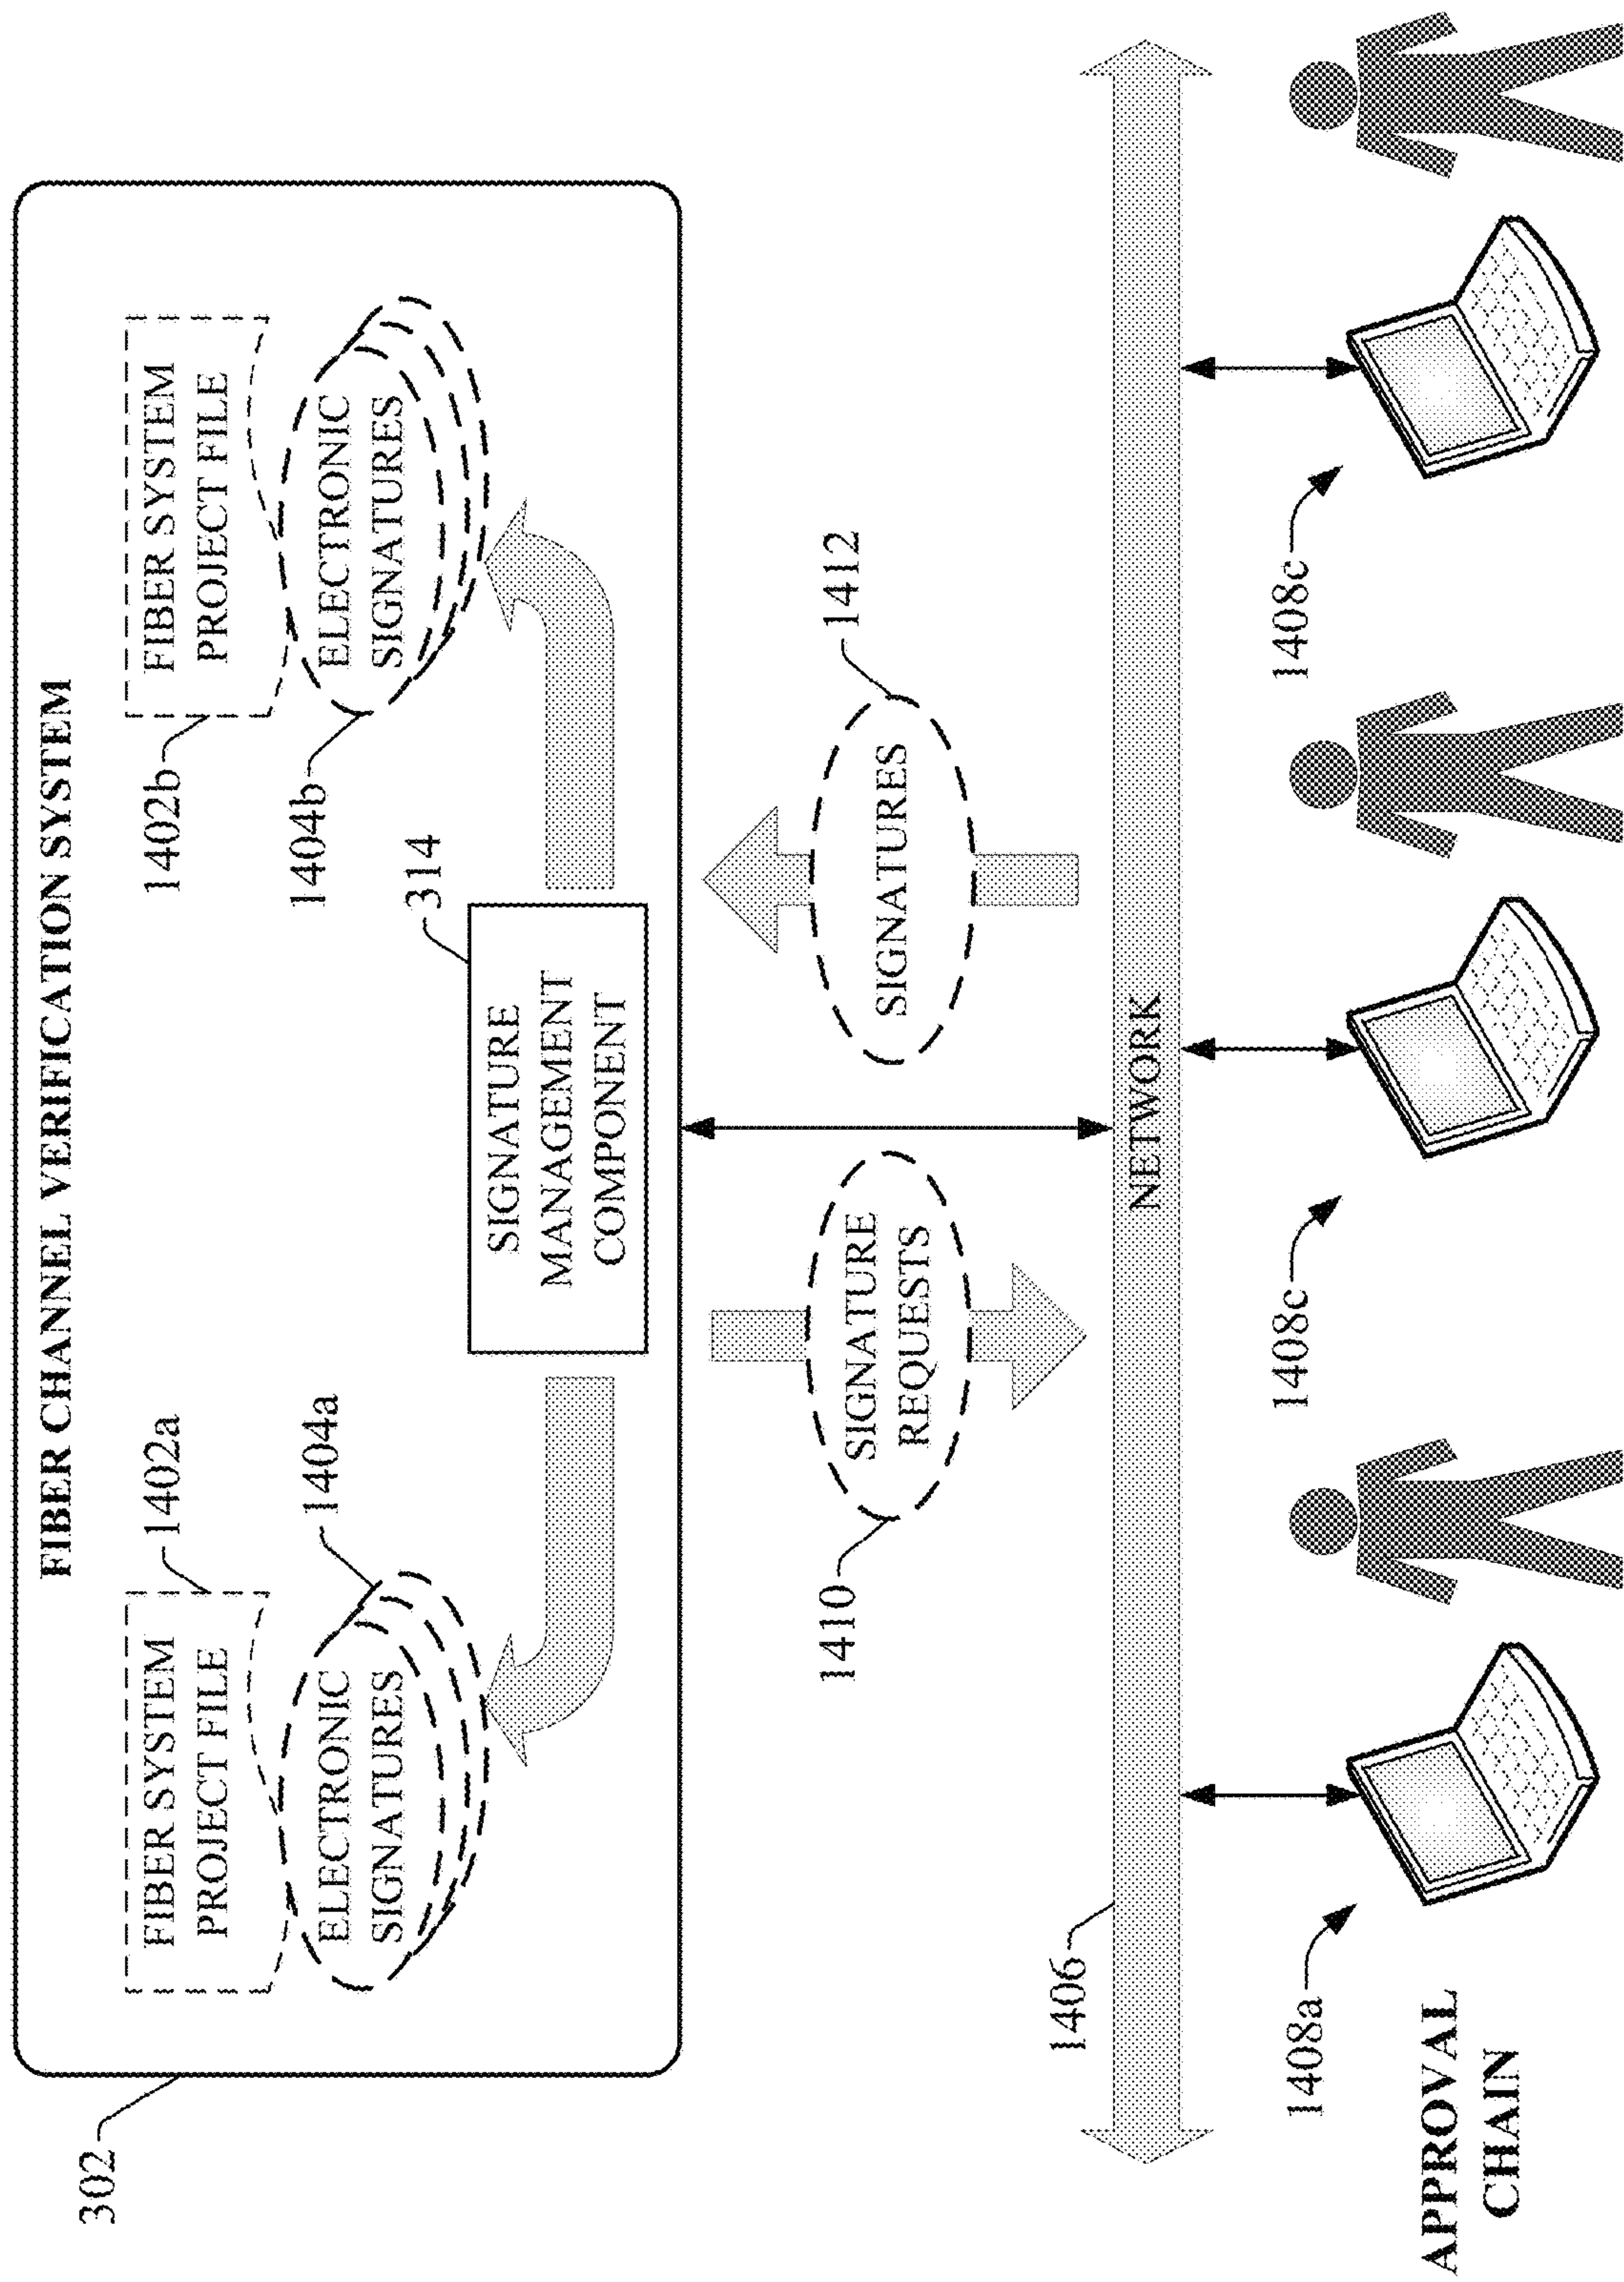 FIBER CHANNEL VERIFICATION SYSTEM
302
FIBER SYSTEM
PROJECT FILE
1402a
ELECTRONIC
SIGNATURES
1404a
1402b
FIBER SYSTEM
PROJECT FILE
1404b
ELECTRONIC
SIGNATURES
314
SIGNATURE
MANAGEMENT
COMPONENT
1410
SIGNATURE
REQUESTS
SIGNATURES
1412
1406
NETWORK
1408a
1408c
1408c
APPROVAL
CHAIN